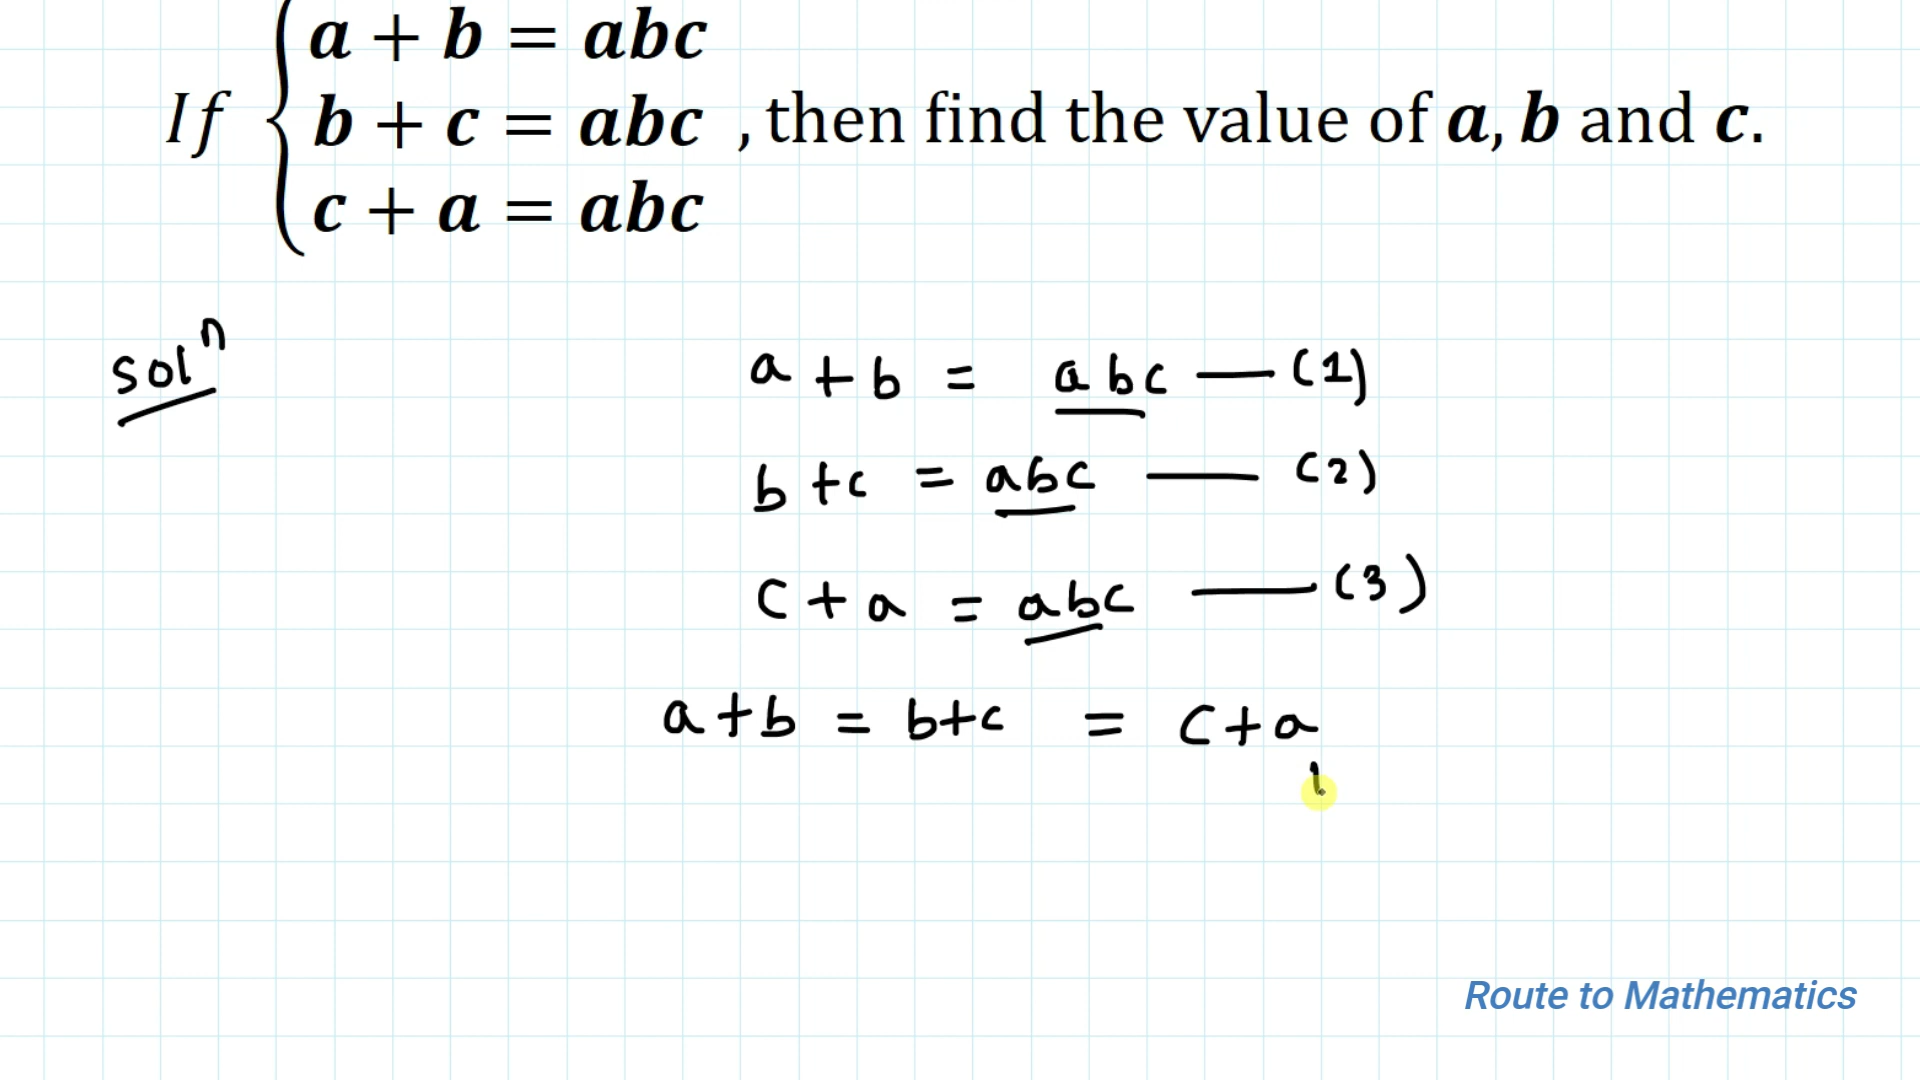 a + b = abc
If { b + c = abc , then find the value of a, b and c.
c + a = abc
solⁿ
a + b = abc — (1)
b + c = abc — (2)
c + a = abc — (3)
a + b = b + c = c + a
Route to Mathematics